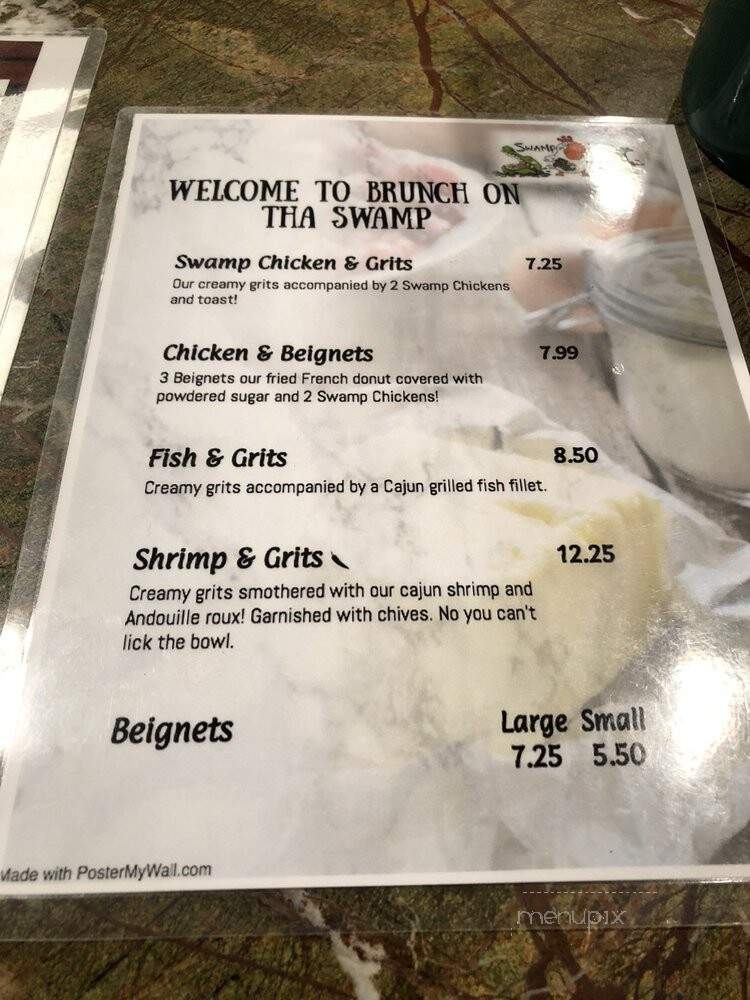 SWAMP
WELCOME TO BRUNCH ON
THA SWAMP
Swamp Chicken & Grits 7.25
Our creamy grits accompanied by 2 Swamp Chickens
and toast!
Chicken & Beignets 7.99
3 Beignets our fried French donut covered with
powdered sugar and 2 Swamp Chickens!
Fish & Grits 8.50
Creamy grits accompanied by a Cajun grilled fish fillet.
Shrimp & Grits 12.25
Creamy grits smothered with our cajun shrimp and
Andouille roux! Garnished with chives. No you can't
lick the bowl.
Beignets Large Small
7.25 5.50
Made with PosterMyWall.com
menupix